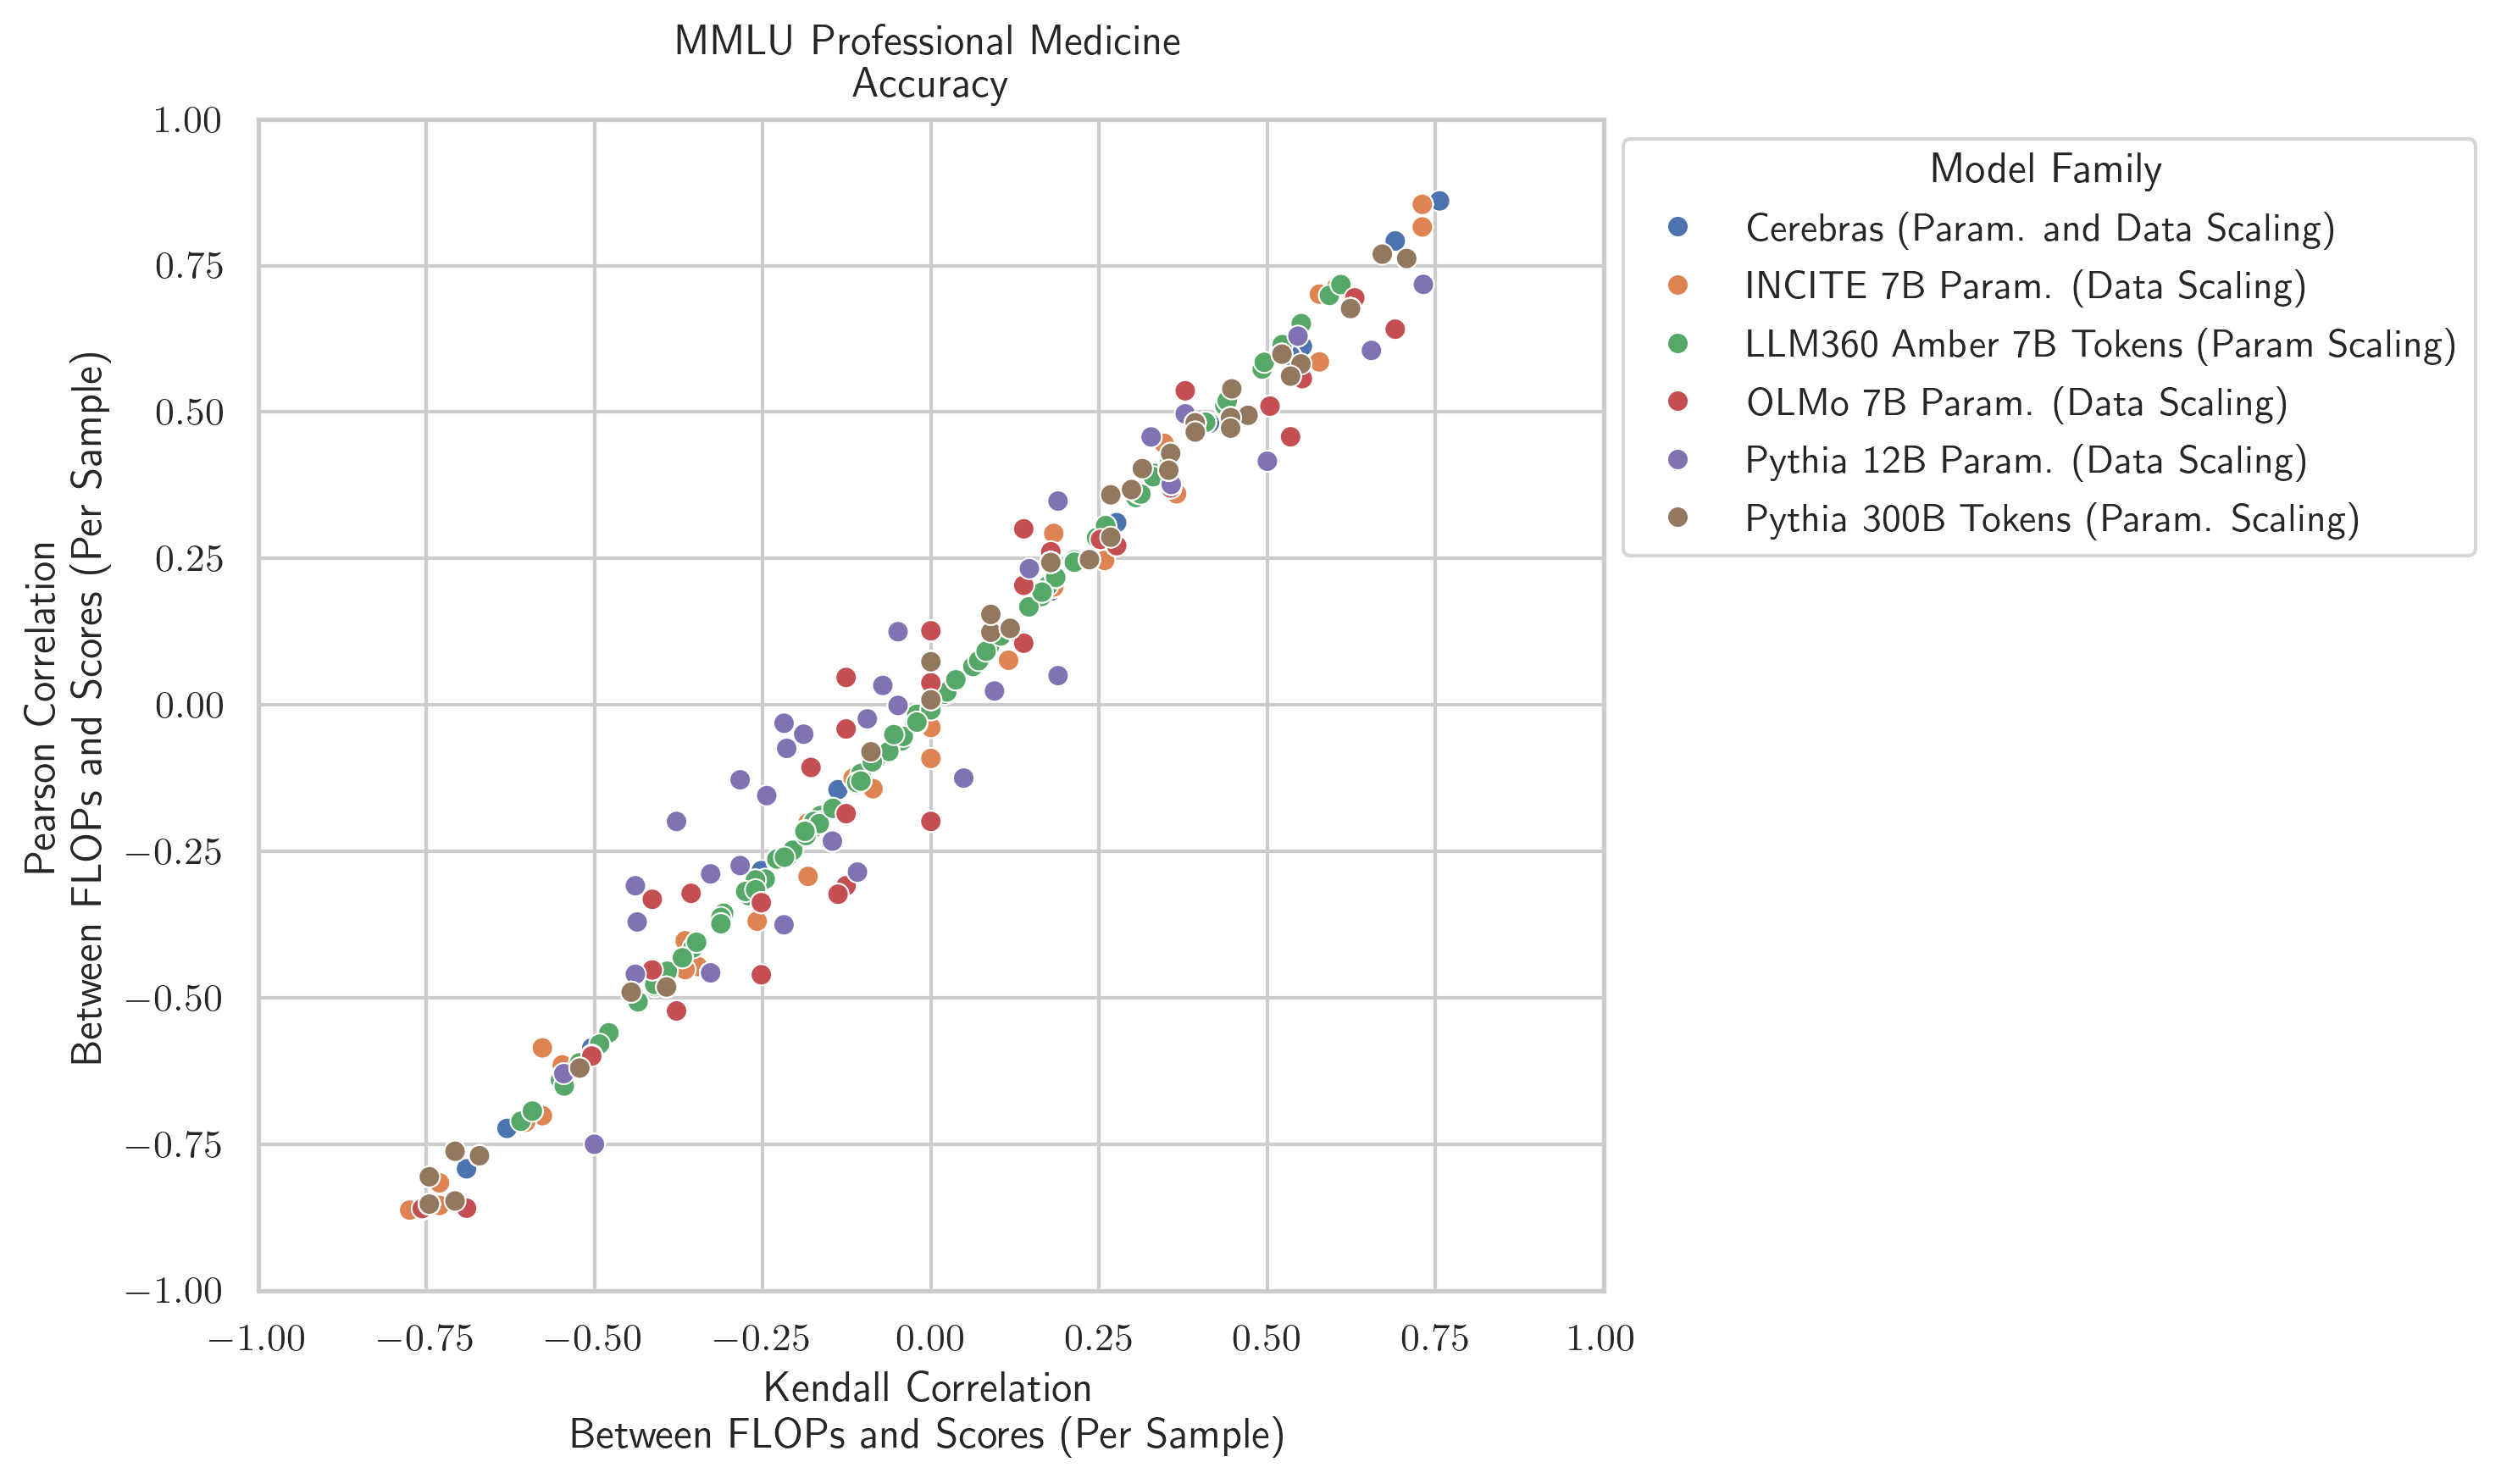 MMLU Professional Medicine
Accuracy
1.00
0.75
0.50
0.25
0.00
−0.25
−0.50
−0.75
−1.00
Pearson Correlation
Between FLOPs and Scores (Per Sample)
−1.00
−0.75
−0.50
−0.25
0.00
0.25
0.50
0.75
1.00
Kendall Correlation
Between FLOPs and Scores (Per Sample)
Model Family
Cerebras (Param. and Data Scaling)
INCITE 7B Param. (Data Scaling)
LLM360 Amber 7B Tokens (Param Scaling)
OLMo 7B Param. (Data Scaling)
Pythia 12B Param. (Data Scaling)
Pythia 300B Tokens (Param. Scaling)